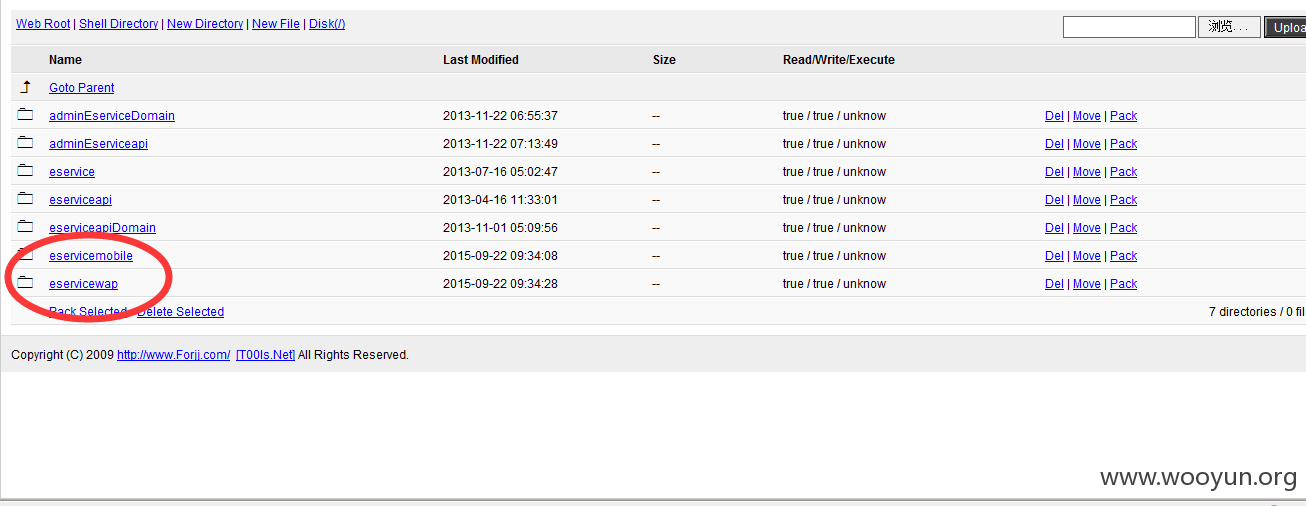 Web Root | Shell Directory | New Directory | New File | Disk(/) 浏览... Uploa
Name Last Modified Size Read/Write/Execute
Goto Parent
adminEserviceDomain 2013-11-22 06:55:37 -- true / true / unknow Del | Move | Pack
adminEserviceapi 2013-11-22 07:13:49 -- true / true / unknow Del | Move | Pack
eservice 2013-07-16 05:02:47 -- true / true / unknow Del | Move | Pack
eserviceapi 2013-04-16 11:33:01 -- true / true / unknow Del | Move | Pack
eserviceapiDomain 2013-11-01 05:09:56 -- true / true / unknow Del | Move | Pack
eservicemobile 2015-09-22 09:34:08 -- true / true / unknow Del | Move | Pack
eservicewap 2015-09-22 09:34:28 -- true / true / unknow Del | Move | Pack
Pack Selected - Delete Selected 7 directories / 0 fil
Copyright (C) 2009 http://www.Forjj.com/ [T00ls.Net] All Rights Reserved.
www.wooyun.org